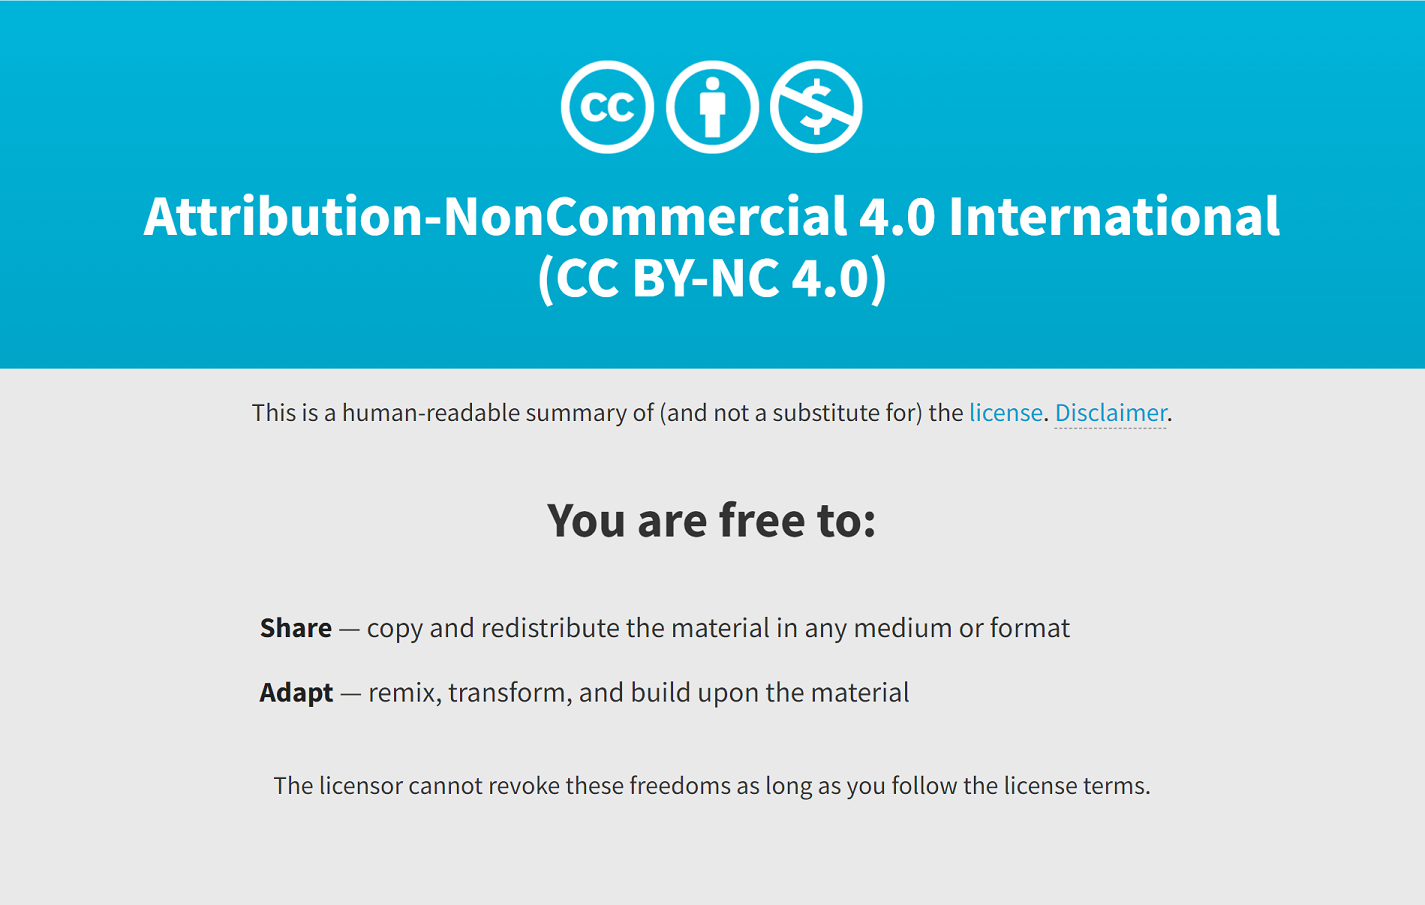 cc $
Attribution-NonCommercial 4.0 International
(CC BY-NC 4.0)
This is a human-readable summary of (and not a substitute for) the license. Disclaimer.
You are free to:
Share — copy and redistribute the material in any medium or format
Adapt — remix, transform, and build upon the material
The licensor cannot revoke these freedoms as long as you follow the license terms.